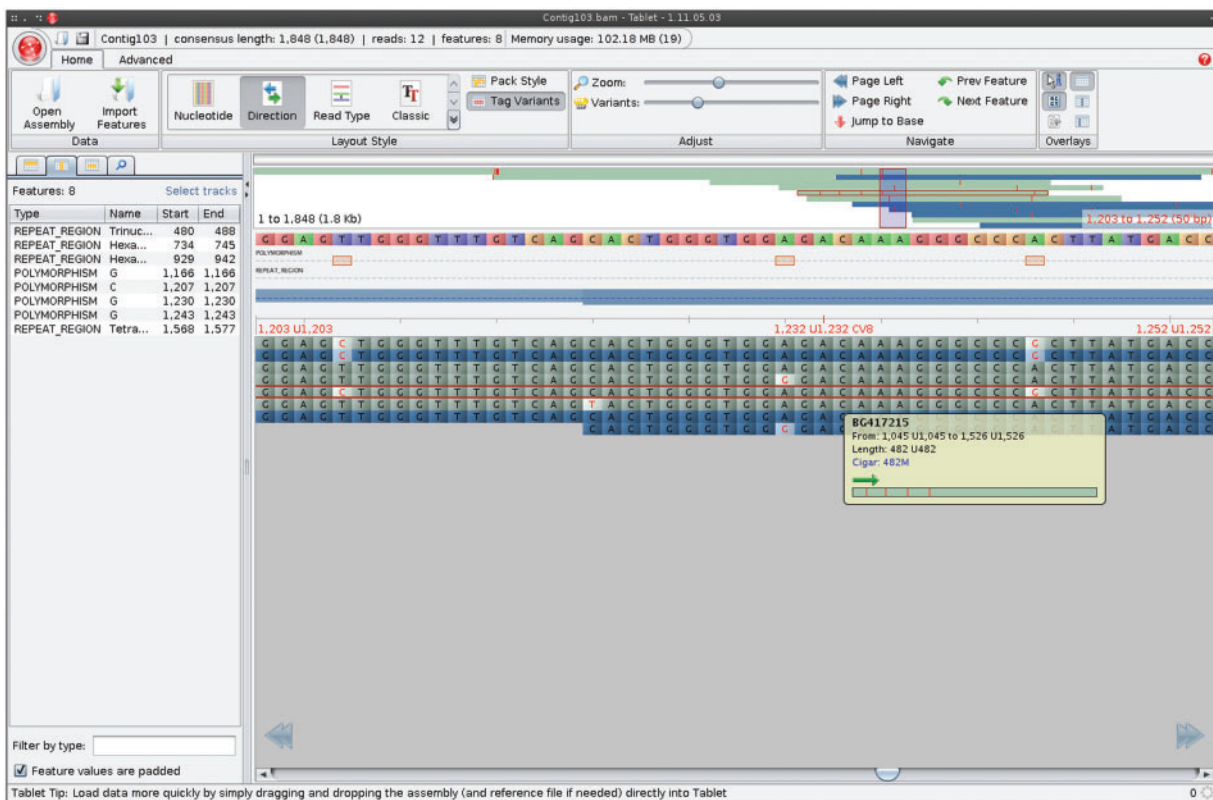 Contig103.bam - Tablet - 1.11.05.03
Contig103 | consensus length: 1,848 (1,848) | reads: 12 | features: 8 | Memory usage: 102.18 MB (19)
Home Advanced
Open Assembly
Import Features
Data
Nucleotide Direction Read Type Classic
Pack Style
Tag Variants
Layout Style
Zoom:
Variants:
Adjust
Page Left
Page Right
Jump to Base
Prev Feature
Next Feature
Navigate
Overlays
Features: 8 Select tracks
Type Name Start End
REPEAT_REGION Trinuc... 480 488
REPEAT_REGION Hexa... 734 745
REPEAT_REGION Hexa... 929 942
POLYMORPHISM G 1,166 1,166
POLYMORPHISM C 1,207 1,207
POLYMORPHISM G 1,230 1,230
POLYMORPHISM G 1,243 1,243
REPEAT_REGION Tetra... 1,568 1,577
Filter by type:
Feature values are padded
1 to 1,848 (1.8 Kb) 1,203 to 1,252 (50 bp)
G G A G T T G G G T T T G T C A G C A C T G G G T G G A G A C A A A G G G C C C A C T T A T G A C C
POLYMORPHISM
REPEAT_REGION
1,203 U1,203 1,232 U1,232 CV8 1,252 U1,252
G G A G C T G G G T T T G T C A G C A C T G G G T G G A G A C A A A G G G C C C G C T T A T G A C C
G G A G C T G G G T T T G T C A G C A C T G G G T G G A G A C A A A G G G C C C G C T T A T G A C C
G G A G T T G G G T T T G T C A G C A C T G G G T G G A G A C A A A G G G C C C A C T T A T G A C C
G G A G T T G G G T T T G T C A G C A C T G G G T G G G G A C A A A G G G C C C A C T T A T G A C C
G G A G C T G G G T T T G T C A G C A C T G G G T G G A G A C A A A G G G C C C G C T T A T G A C C
G G A G T T G G G T T T G T C A G T A C T G G G T G G A G A C A A A G G G C C C A C T T A T G A C C
G G A G T T G G G T T T G T C A G C A C T G G G T G G A G A C T G A C C
C A C T G G G T G G G G A C T G A C C
BG417215
From: 1,045 U1,045 to 1,526 U1,526
Length: 482 U482
Cigar: 482M
Tablet Tip: Load data more quickly by simply dragging and dropping the assembly (and reference file if needed) directly into Tablet 0